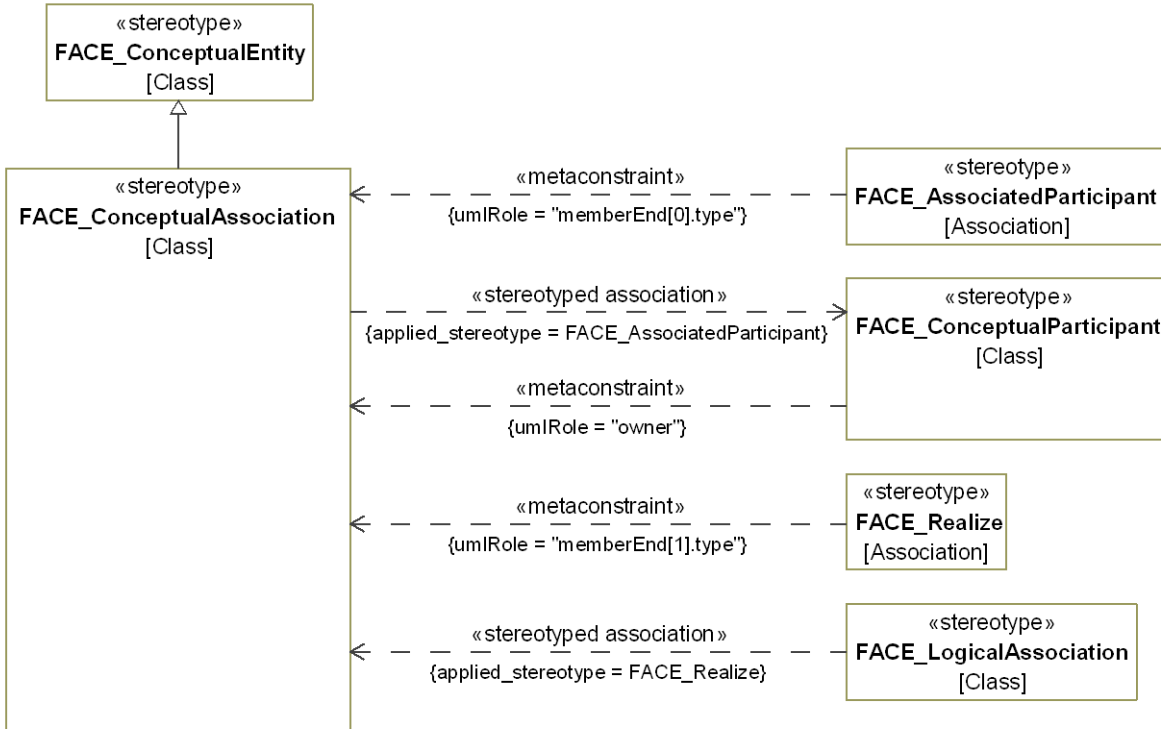 «stereotype»
FACE_ConceptualEntity
[Class]
«stereotype»
FACE_ConceptualAssociation
[Class]
«metaconstraint»
{umlRole = "memberEnd[0].type"}
«stereotype»
FACE_AssociatedParticipant
[Association]
«stereotyped association»
{applied_stereotype = FACE_AssociatedParticipant}
«stereotype»
FACE_ConceptualParticipant
[Class]
«metaconstraint»
{umlRole = "owner"}
«metaconstraint»
{umlRole = "memberEnd[1].type"}
«stereotype»
FACE_Realize
[Association]
«stereotyped association»
{applied_stereotype = FACE_Realize}
«stereotype»
FACE_LogicalAssociation
[Class]